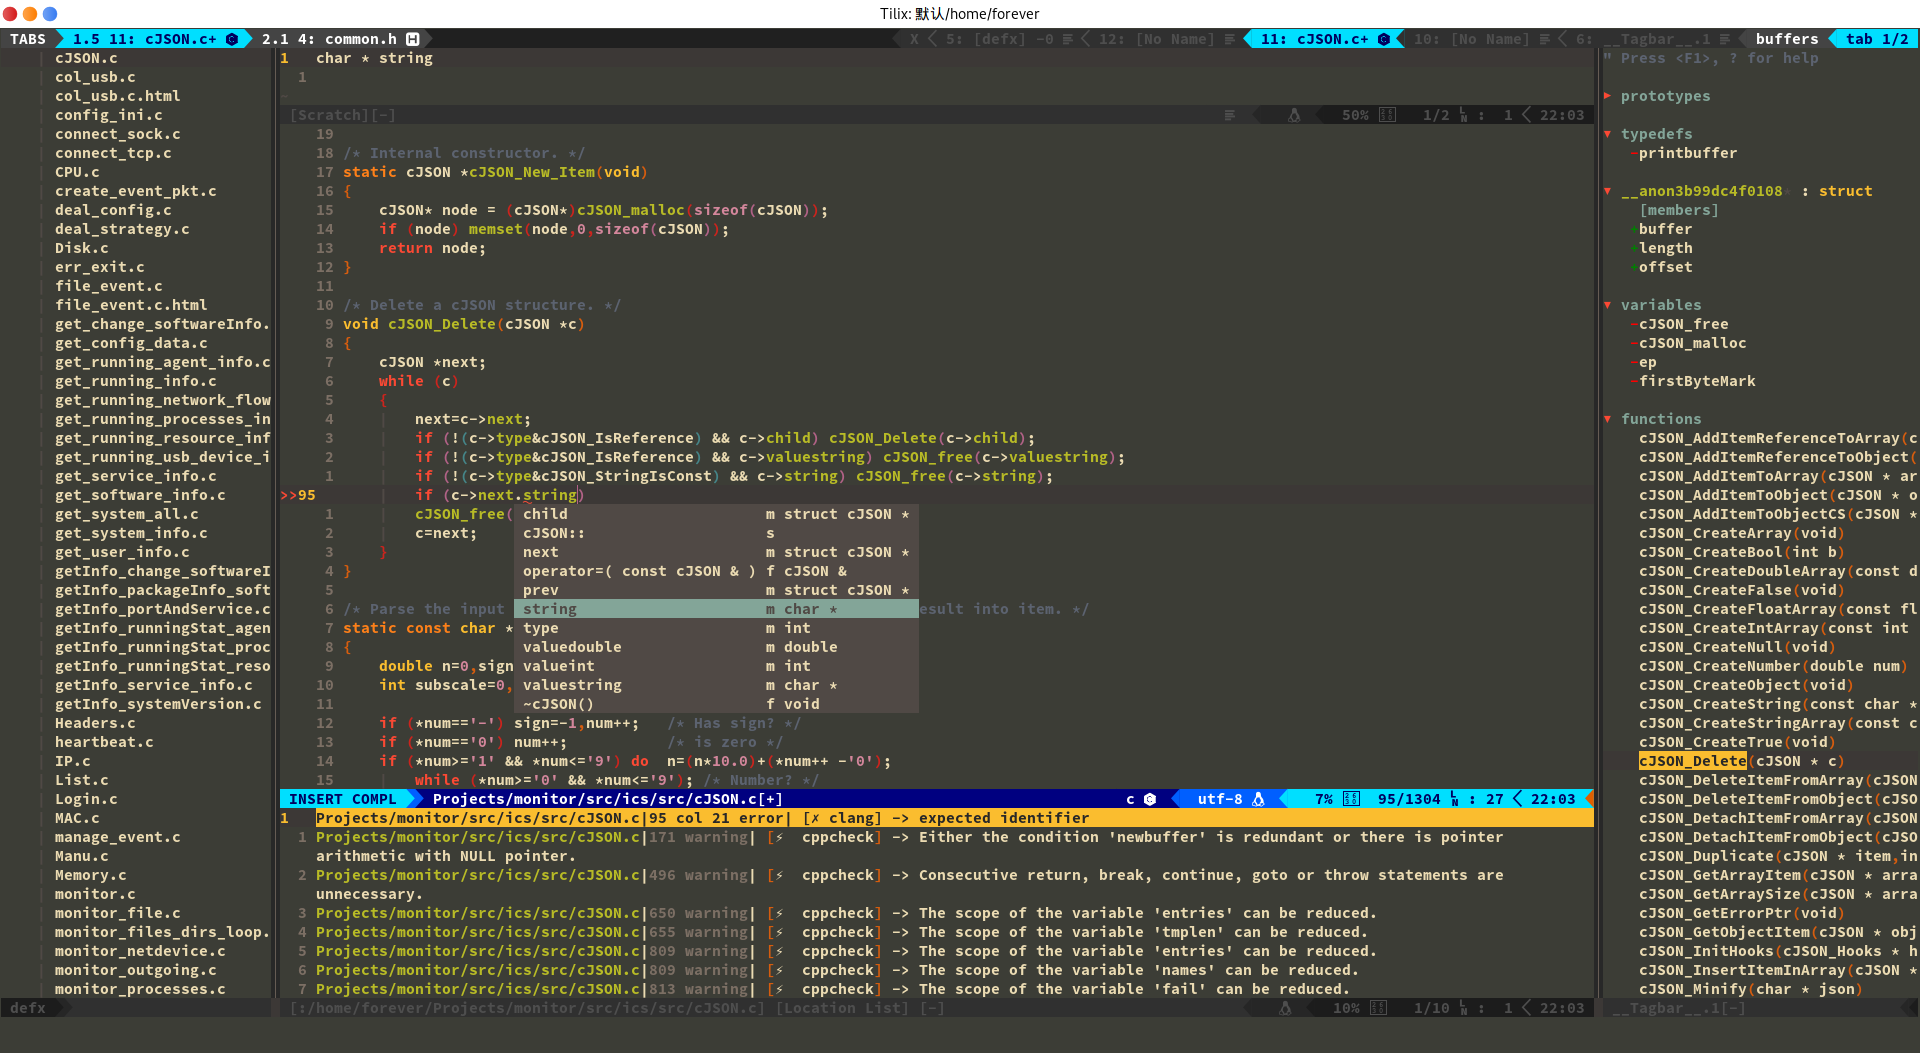 Tilix: 默认/home/forever
TABS 1.5 11: cJSON.c+ 2.1 4: common.h X 5: [defx] -0 12: [No Name] 11: cJSON.c+ 10: [No Name] 6: __Tagbar__.1 buffers tab 1/2
cJSON.c
col_usb.c
col_usb.c.html
config_ini.c
connect_sock.c
connect_tcp.c
CPU.c
create_event_pkt.c
deal_config.c
deal_strategy.c
Disk.c
err_exit.c
file_event.c
file_event.c.html
get_change_softwareInfo.
get_config_data.c
get_running_agent_info.c
get_running_info.c
get_running_network_flow
get_running_processes_in
get_running_resource_inf
get_running_usb_device_i
get_service_info.c
get_software_info.c
get_system_all.c
get_system_info.c
get_user_info.c
getInfo_change_softwareI
getInfo_packageInfo_soft
getInfo_portAndService.c
getInfo_runningStat_agen
getInfo_runningStat_proc
getInfo_runningStat_reso
getInfo_service_info.c
getInfo_systemVersion.c
Headers.c
heartbeat.c
IP.c
List.c
Login.c
MAC.c
manage_event.c
Manu.c
Memory.c
monitor.c
monitor_file.c
monitor_files_dirs_loop.
monitor_netdevice.c
monitor_outgoing.c
monitor_processes.c
defx
1 char * string
1
[Scratch][-] 50% 1/2 : 1 22:03
19
18 /* Internal constructor. */
17 static cJSON *cJSON_New_Item(void)
16 {
15 cJSON* node = (cJSON*)cJSON_malloc(sizeof(cJSON));
14 if (node) memset(node,0,sizeof(cJSON));
13 return node;
12 }
11
10 /* Delete a cJSON structure. */
9 void cJSON_Delete(cJSON *c)
8 {
7 cJSON *next;
6 while (c)
5 {
4 next=c->next;
3 if (!(c->type&cJSON_IsReference) && c->child) cJSON_Delete(c->child);
2 if (!(c->type&cJSON_IsReference) && c->valuestring) cJSON_free(c->valuestring);
1 if (!(c->type&cJSON_StringIsConst) && c->string) cJSON_free(c->string);
>>95 if (c->next.string)
1 cJSON_free( child m struct cJSON *
2 c=next; cJSON:: s
3 } next m struct cJSON *
4 } operator=( const cJSON & ) f cJSON &
5 prev m struct cJSON *
6 /* Parse the input string m char * esult into item. */
7 static const char * type m int
8 { valuedouble m double
9 double n=0,sign valueint m int
10 int subscale=0, valuestring m char *
11 ~cJSON() f void
12 if (*num=='-') sign=-1,num++; /* Has sign? */
13 if (*num=='0') num++; /* is zero */
14 if (*num>='1' && *num<='9') do n=(n*10.0)+(*num++ -'0');
15 while (*num>='0' && *num<='9'); /* Number? */
INSERT COMPL Projects/monitor/src/ics/src/cJSON.c[+] c utf-8 7% 95/1304 : 27 22:03
1 Projects/monitor/src/ics/src/cJSON.c|95 col 21 error| [✗ clang] -> expected identifier
1 Projects/monitor/src/ics/src/cJSON.c|171 warning| [⚡ cppcheck] -> Either the condition 'newbuffer' is redundant or there is pointer
arithmetic with NULL pointer.
2 Projects/monitor/src/ics/src/cJSON.c|496 warning| [⚡ cppcheck] -> Consecutive return, break, continue, goto or throw statements are
unnecessary.
3 Projects/monitor/src/ics/src/cJSON.c|650 warning| [⚡ cppcheck] -> The scope of the variable 'entries' can be reduced.
4 Projects/monitor/src/ics/src/cJSON.c|655 warning| [⚡ cppcheck] -> The scope of the variable 'tmplen' can be reduced.
5 Projects/monitor/src/ics/src/cJSON.c|809 warning| [⚡ cppcheck] -> The scope of the variable 'entries' can be reduced.
6 Projects/monitor/src/ics/src/cJSON.c|809 warning| [⚡ cppcheck] -> The scope of the variable 'names' can be reduced.
7 Projects/monitor/src/ics/src/cJSON.c|813 warning| [⚡ cppcheck] -> The scope of the variable 'fail' can be reduced.
[:/home/forever/Projects/monitor/src/ics/src/cJSON.c] [Location List] [-] 10% 1/10 : 1 22:03
" Press <F1>, ? for help
▸ prototypes
▾ typedefs
-printbuffer
▾ __anon3b99dc4f0108 : struct
[members]
+buffer
+length
+offset
▾ variables
-cJSON_free
-cJSON_malloc
-ep
-firstByteMark
▾ functions
cJSON_AddItemReferenceToArray(c
cJSON_AddItemReferenceToObject(
cJSON_AddItemToArray(cJSON * ar
cJSON_AddItemToObject(cJSON * o
cJSON_AddItemToObjectCS(cJSON *
cJSON_CreateArray(void)
cJSON_CreateBool(int b)
cJSON_CreateDoubleArray(const d
cJSON_CreateFalse(void)
cJSON_CreateFloatArray(const fl
cJSON_CreateIntArray(const int
cJSON_CreateNull(void)
cJSON_CreateNumber(double num)
cJSON_CreateObject(void)
cJSON_CreateString(const char *
cJSON_CreateStringArray(const c
cJSON_CreateTrue(void)
cJSON_Delete(cJSON * c)
cJSON_DeleteItemFromArray(cJSON
cJSON_DeleteItemFromObject(cJSO
cJSON_DetachItemFromArray(cJSON
cJSON_DetachItemFromObject(cJSO
cJSON_Duplicate(cJSON * item,in
cJSON_GetArrayItem(cJSON * arra
cJSON_GetArraySize(cJSON * arra
cJSON_GetErrorPtr(void)
cJSON_GetObjectItem(cJSON * obj
cJSON_InitHooks(cJSON_Hooks * h
cJSON_InsertItemInArray(cJSON *
cJSON_Minify(char * json)
__Tagbar__.1[-]